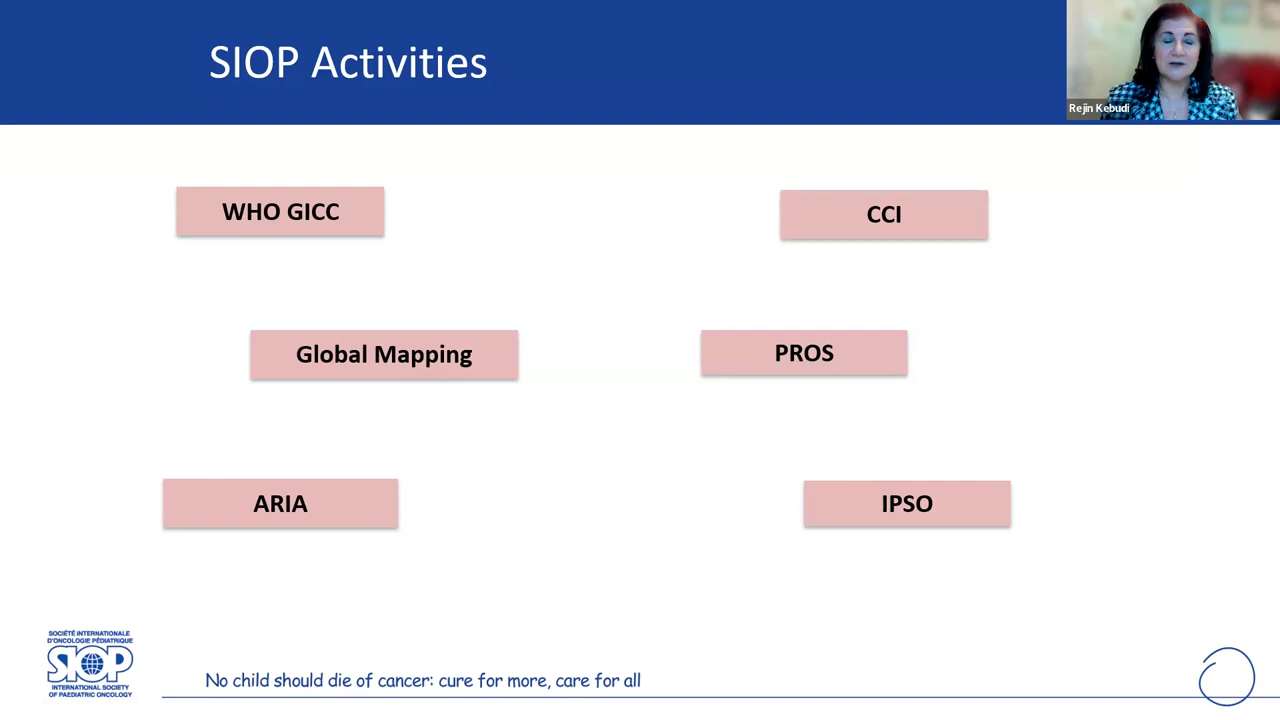 SIOP Activities
Rejin Kebudi
WHO GICC
CCI
Global Mapping
PROS
ARIA
IPSO
SOCIÉTÉ INTERNATIONALE
D'ONCOLOGIE PÉDIATRIQUE
SIOP
INTERNATIONAL SOCIETY
OF PAEDIATRIC ONCOLOGY
No child should die of cancer: cure for more, care for all